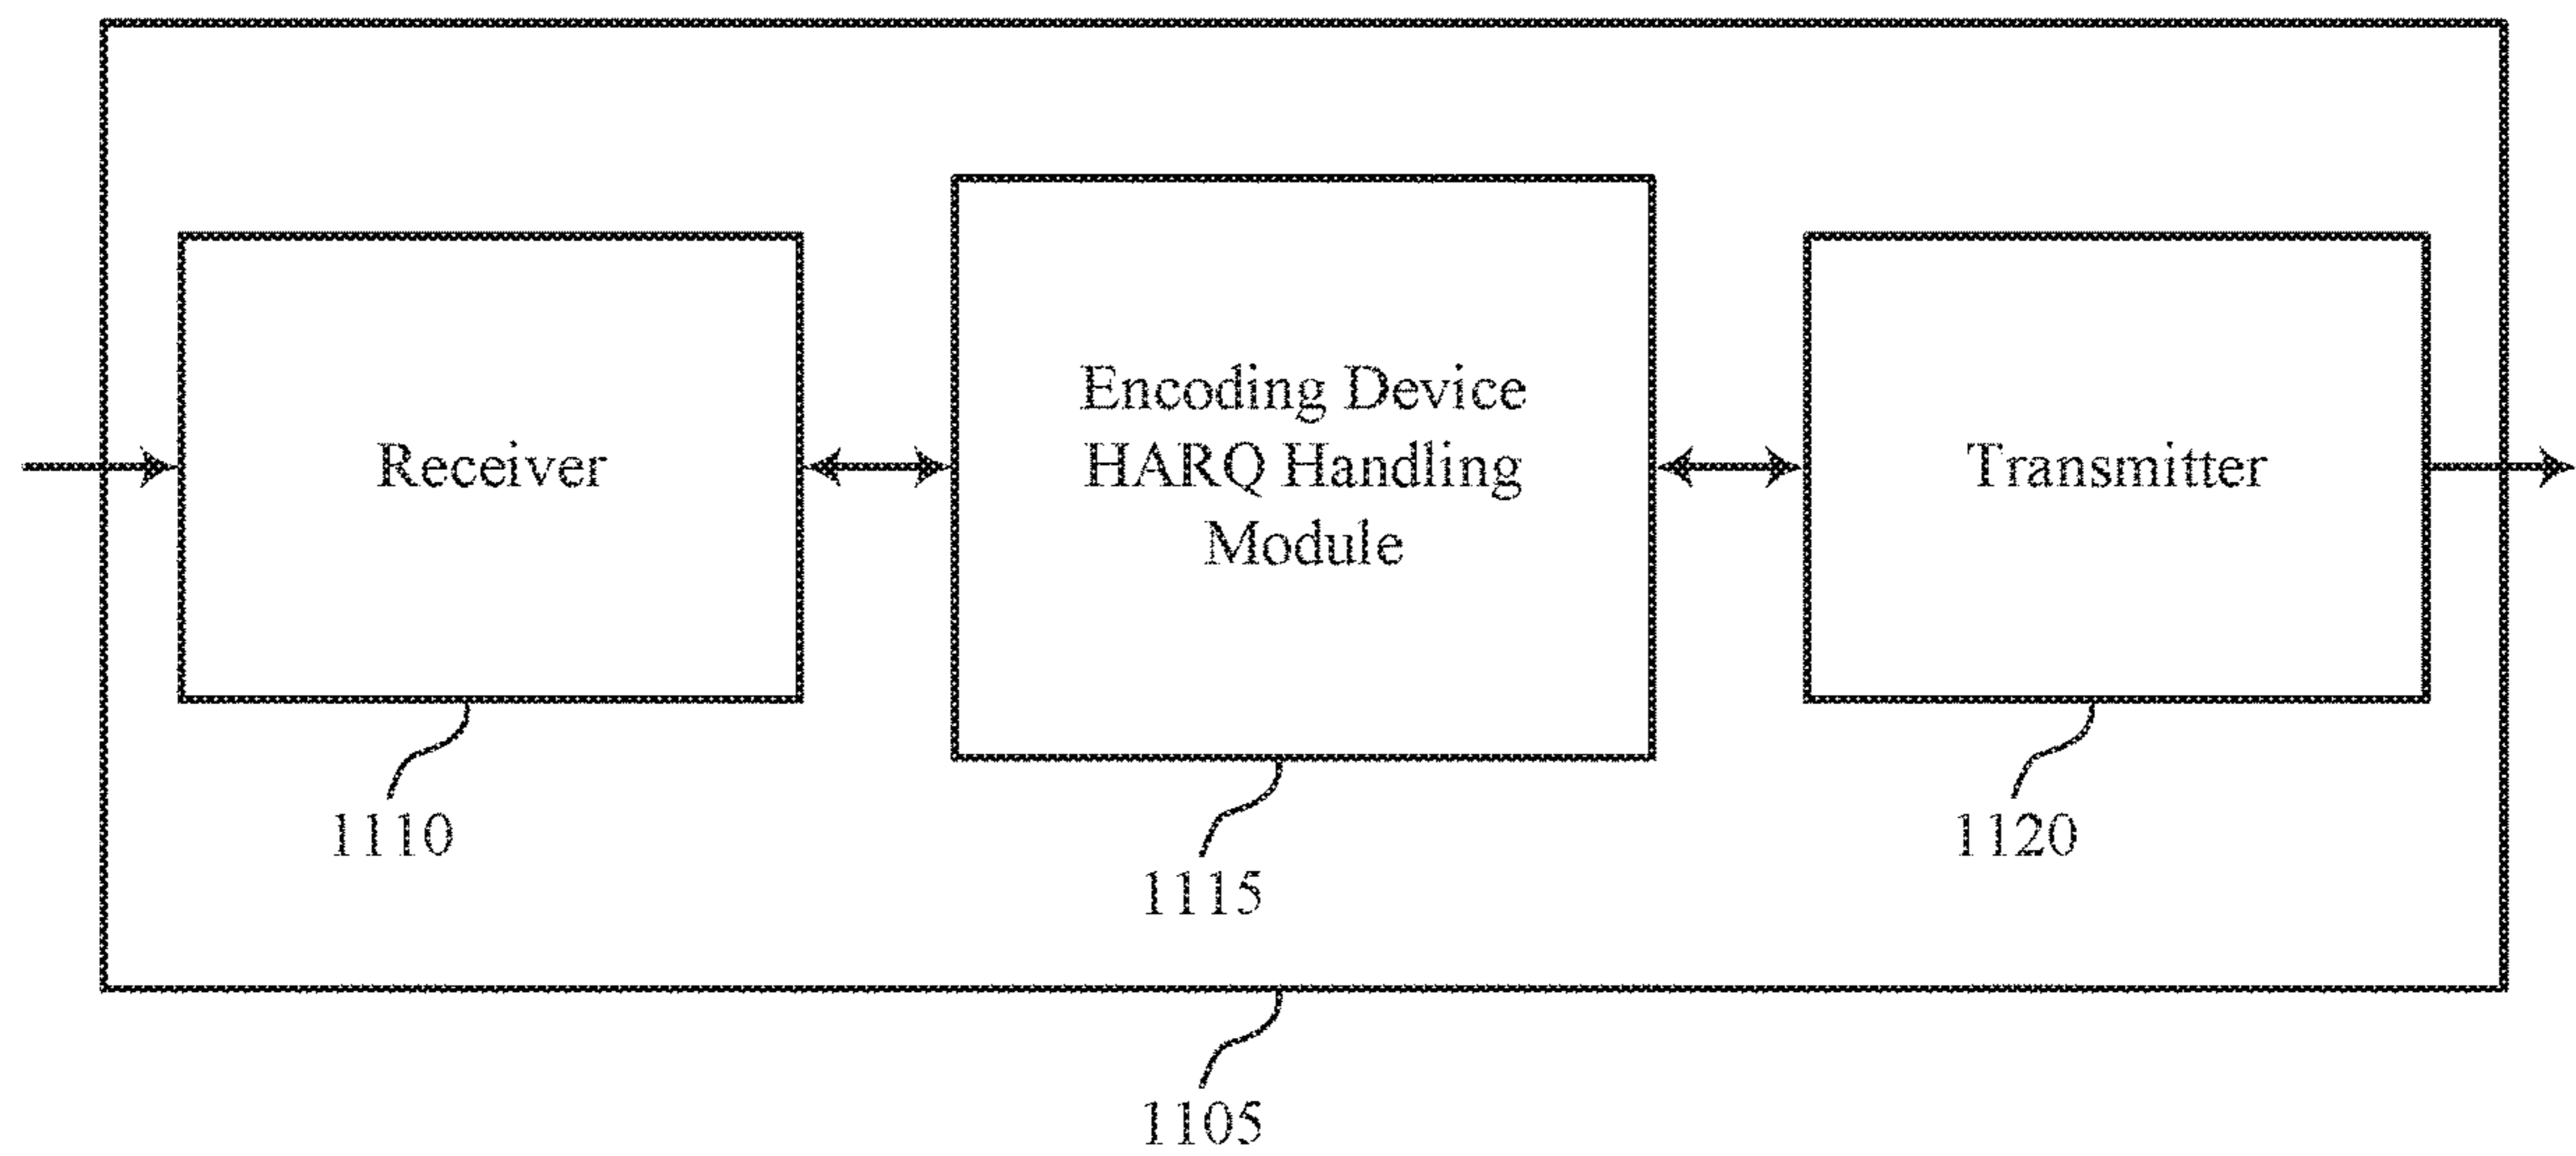 Receiver
Encoding Device
HARQ Handling
Module
Transmitter
1110
1115
1120
1105